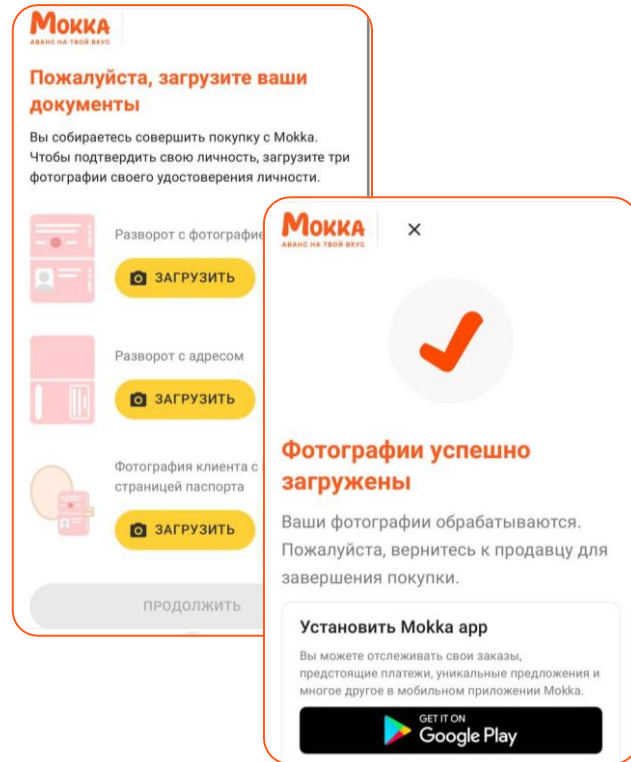 МОККА
АВАНС НА ТВОЙ ВКУС
Пожалуйста, загрузите ваши
документы
Вы собираетесь совершить покупку с Mokka.
Чтобы подтвердить свою личность, загрузите три
фотографии своего удостоверения личности.
Разворот с
ЗАГРУЗИТЬ
Разворот с адресом
ЗАГРУЗИТЬ
Фотография клиента с
страницей паспорта
ЗАГРУЗИТЬ
ПРОДОЛЖИТЬ
МОККА
АВАНС НА ТВОЙ ВКУС
Фотографии успешно
загружены
Ваши фотографии обрабатываются.
Пожалуйста, вернитесь к продавцу для
завершения покупки.
Установить Mokka app
Вы можете отслеживать свои заказы,
предстоящие платежи, уникальные предложения и
многое другое в мобильном приложении Mokka.
GET IT ON
Google Play